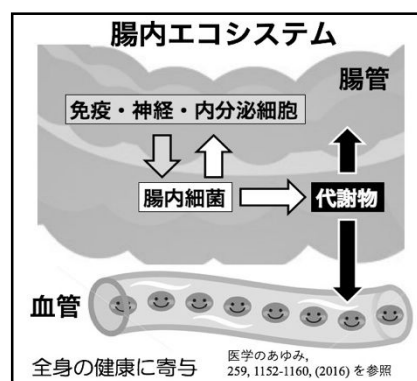 腸内エコシステム
腸管
免疫・神経・内分泌細胞
腸内細菌
代謝物
血管
全身の健康に寄与
医学のあゆみ,
259, 1152-1160, (2016) を参照